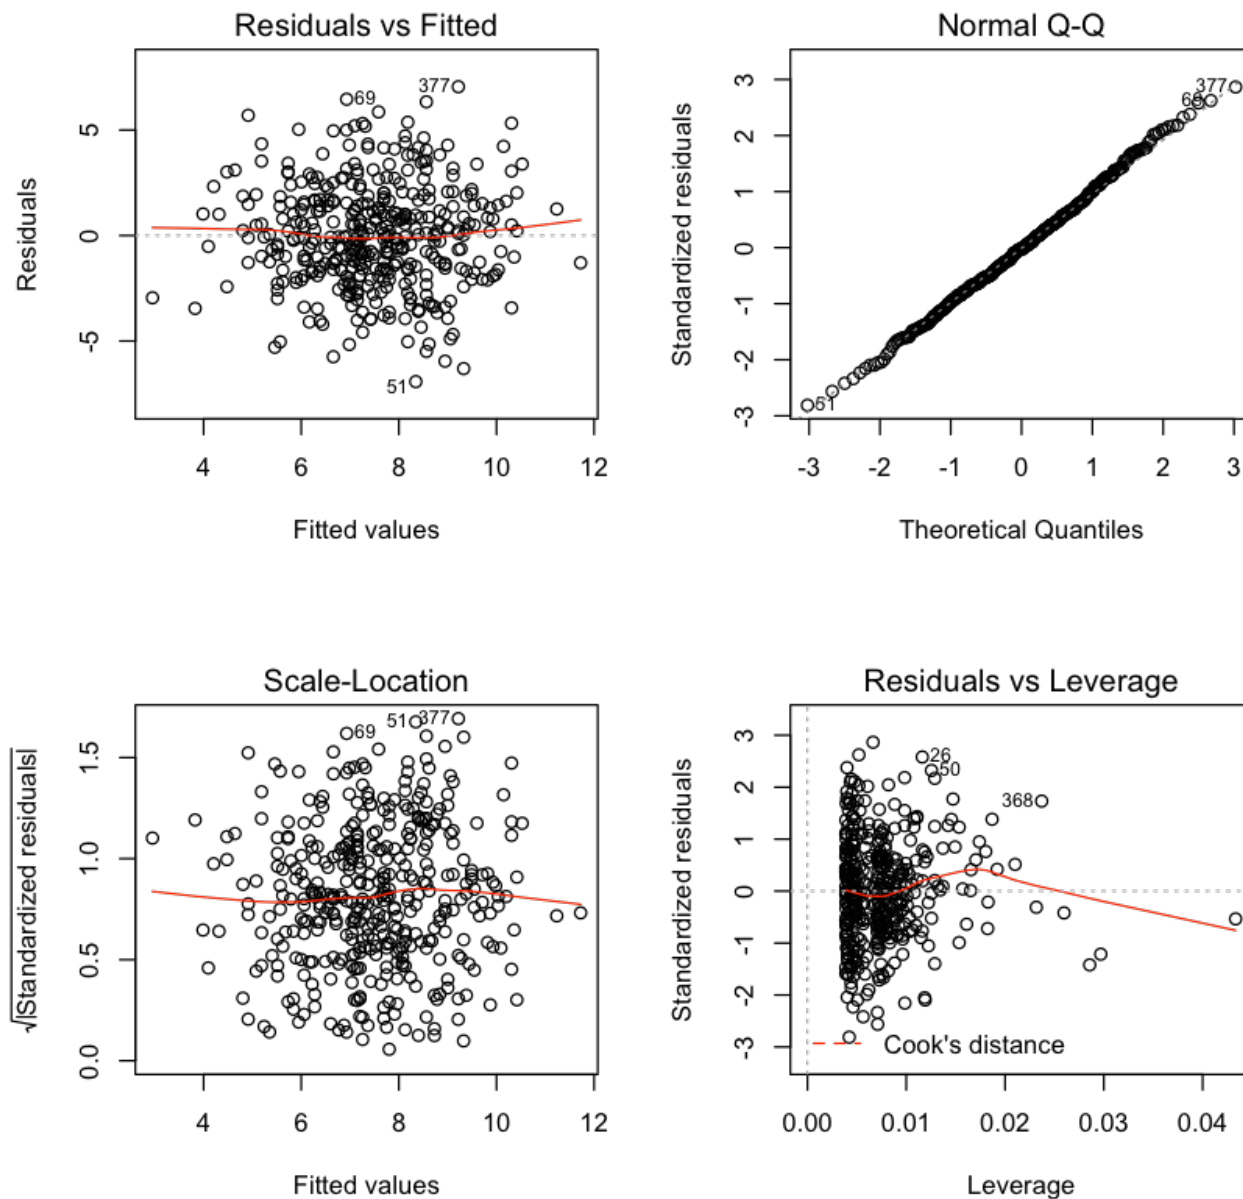 Residuals vs Fitted
Residuals
5
0
-5
69
377
51
4 6 8 10 12
Fitted values
Normal Q-Q
Standardized residuals
3
2
1
0
-1
-2
-3
377
69
51
-3 -2 -1 0 1 2 3
Theoretical Quantiles
Scale-Location
√|Standardized residuals|
1.5
1.0
0.5
0.0
69
51
377
4 6 8 10 12
Fitted values
Residuals vs Leverage
Standardized residuals
3
2
1
0
-1
-2
-3
26
50
368
Cook's distance
0.00 0.01 0.02 0.03 0.04
Leverage